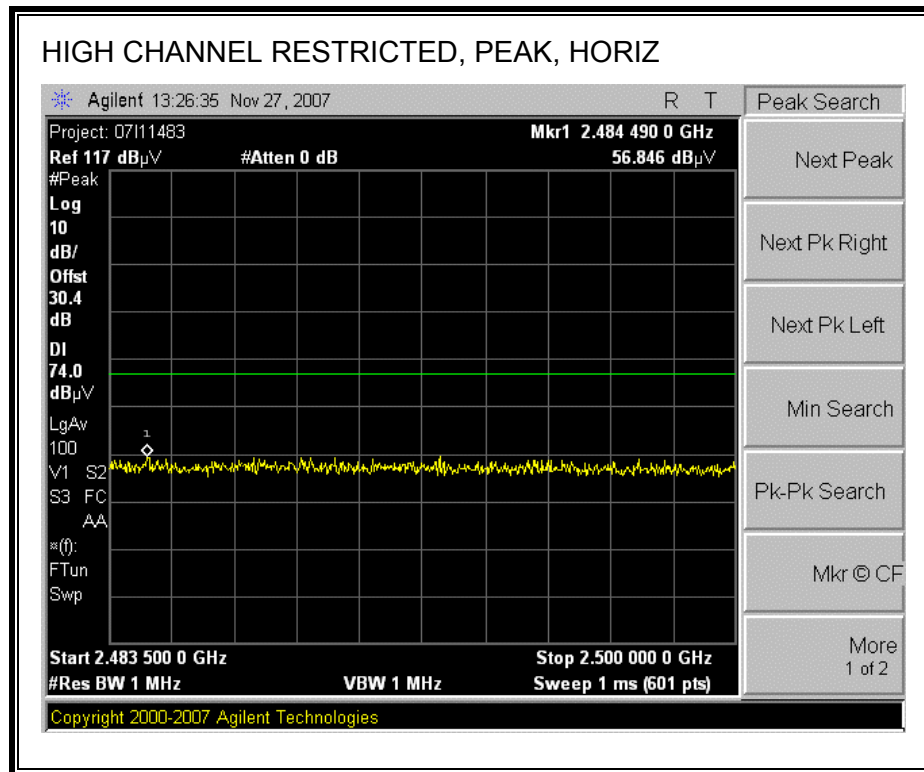 HIGH CHANNEL RESTRICTED, PEAK, HORIZ
Agilent 13:26:35 Nov 27, 2007
R T
Peak Search
Project: 07I11483
Mkr1 2.484 490 0 GHz
Ref 117 dBµV
#Atten 0 dB
56.846 dBµV
#Peak
Log
10
dB/
Offst
30.4
dB
DI
74.0
dBµV
LgAv
100
V1 S2
S3 FC
AA
¤(f):
FTun
Swp
1
Start 2.483 500 0 GHz
Stop 2.500 000 0 GHz
#Res BW 1 MHz
VBW 1 MHz
Sweep 1 ms (601 pts)
Next Peak
Next Pk Right
Next Pk Left
Min Search
Pk-Pk Search
Mkr © CF
More
1 of 2
Copyright 2000-2007 Agilent Technologies